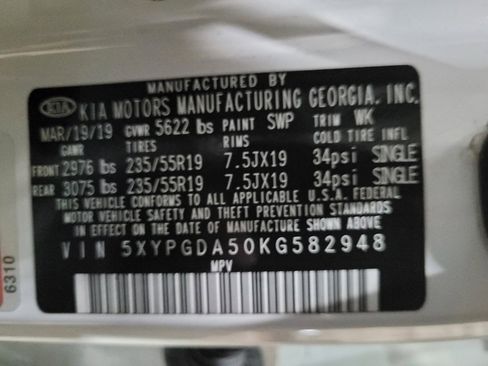 MANUFACTURED BY
KIA KIA MOTORS MANUFACTURING GEORGIA, INC.
MAR/19/19 GVWR 5622 lbs PAINT SWP TRIM WK
GAWR TIRES RIMS COLD TIRE INFL
FRONT 2976 lbs 235/55R19 7.5JX19 34psi SINGLE
REAR 3075 lbs 235/55R19 7.5JX19 34psi SINGLE
THIS VEHICLE CONFORMS TO ALL APPLICABLE U.S.A. FEDERAL
MOTOR VEHICLE SAFETY AND THEFT PREVENTION STANDARDS
IN EFFECT ON THE DATE OF MANUFACTURE SHOWN ABOVE.
VIN 5XYPGDA50KG582948
MPV
6310